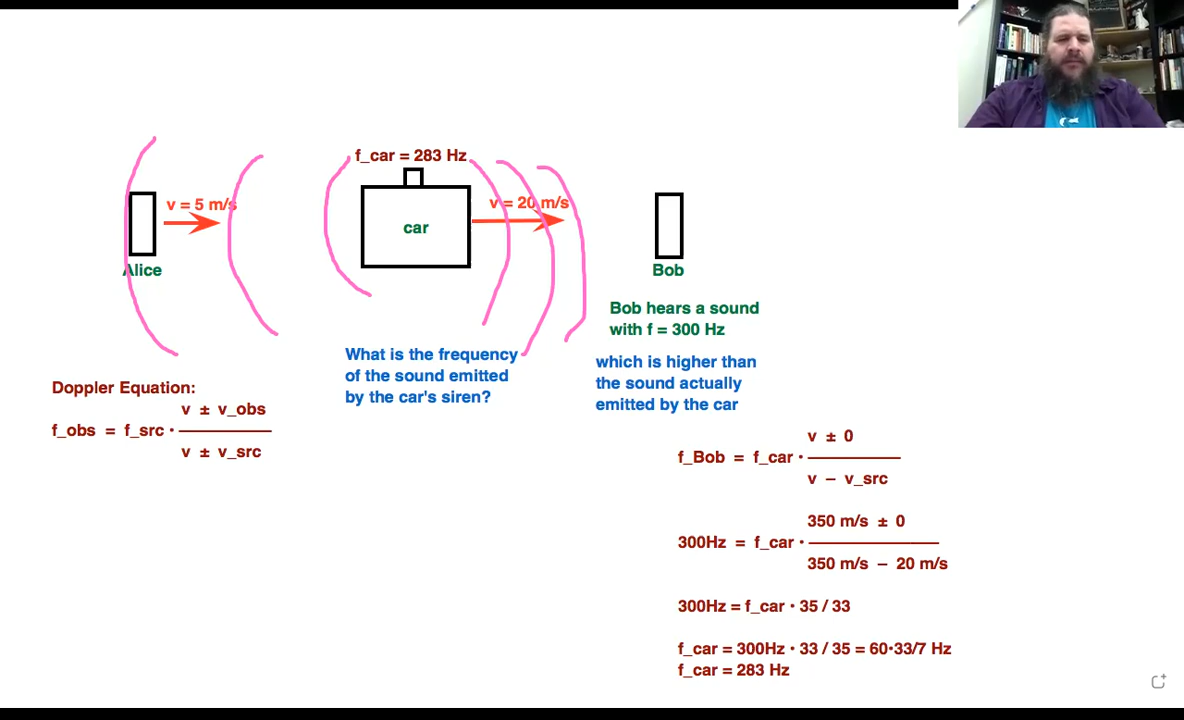 f_car = 283 Hz
v = 5 m/s
v = 20 m/s
car
Alice
Bob
Bob hears a sound
with f = 300 Hz
What is the frequency
of the sound emitted
by the car's siren?
which is higher than
the sound actually
emitted by the car
Doppler Equation:
v ± v_obs
f_obs = f_src •
v ± v_src
v ± 0
f_Bob = f_car •
v − v_src
350 m/s ± 0
300Hz = f_car •
350 m/s − 20 m/s
300Hz = f_car • 35 / 33
f_car = 300Hz • 33 / 35 = 60•33/7 Hz
f_car = 283 Hz